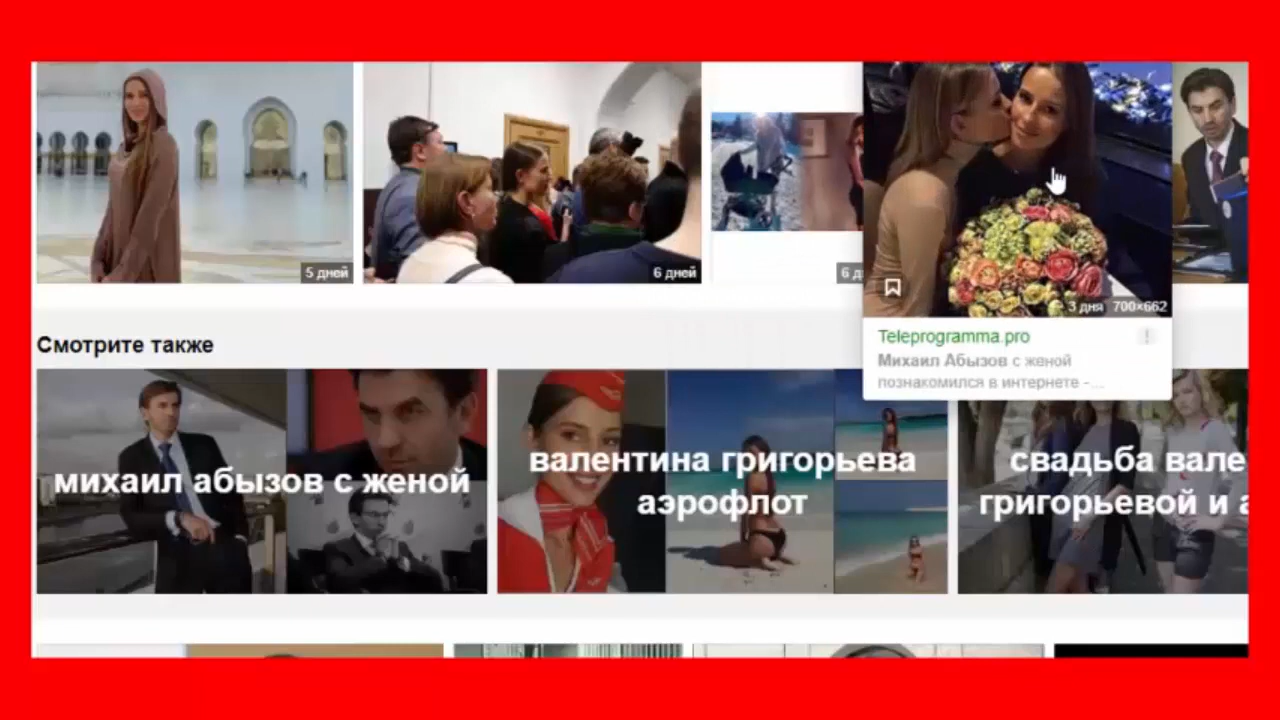 5 дней
6 дней
6 д
3 дня 700×662
Teleprogramma.pro
Михаил Абызов с женой
познакомился в интернете -...
Смотрите также
михаил абызов с женой
валентина григорьева
аэрофлот
свадьба вале
григорьевой и а